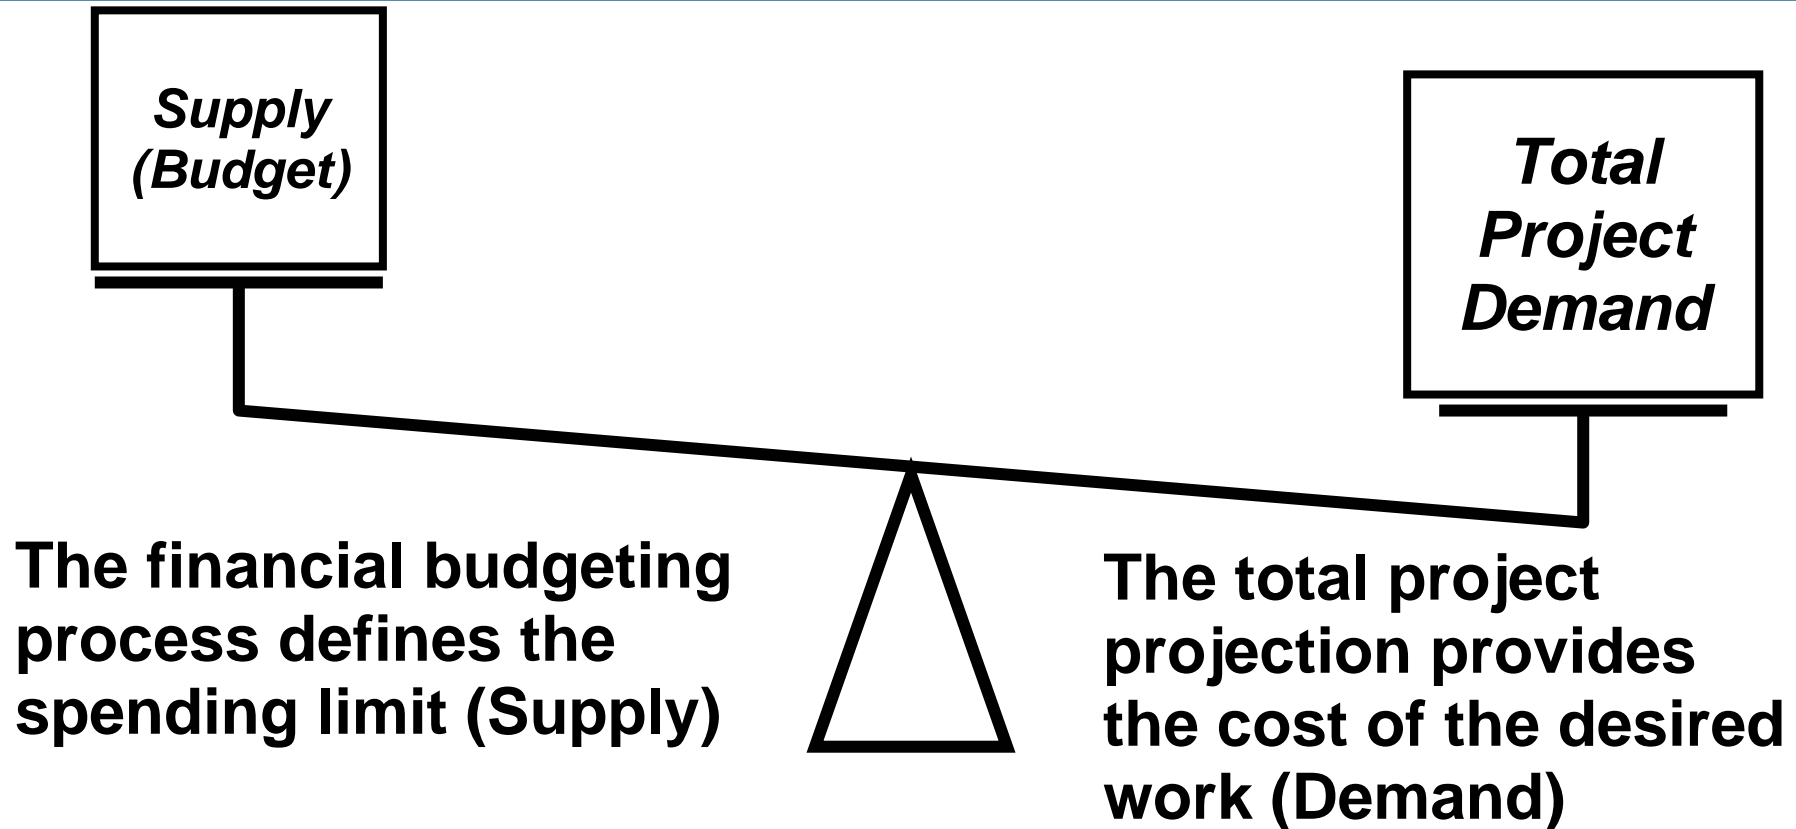 Supply
(Budget)
Total
Project
Demand
The financial budgeting
process defines the
spending limit (Supply)
The total project
projection provides
the cost of the desired
work (Demand)